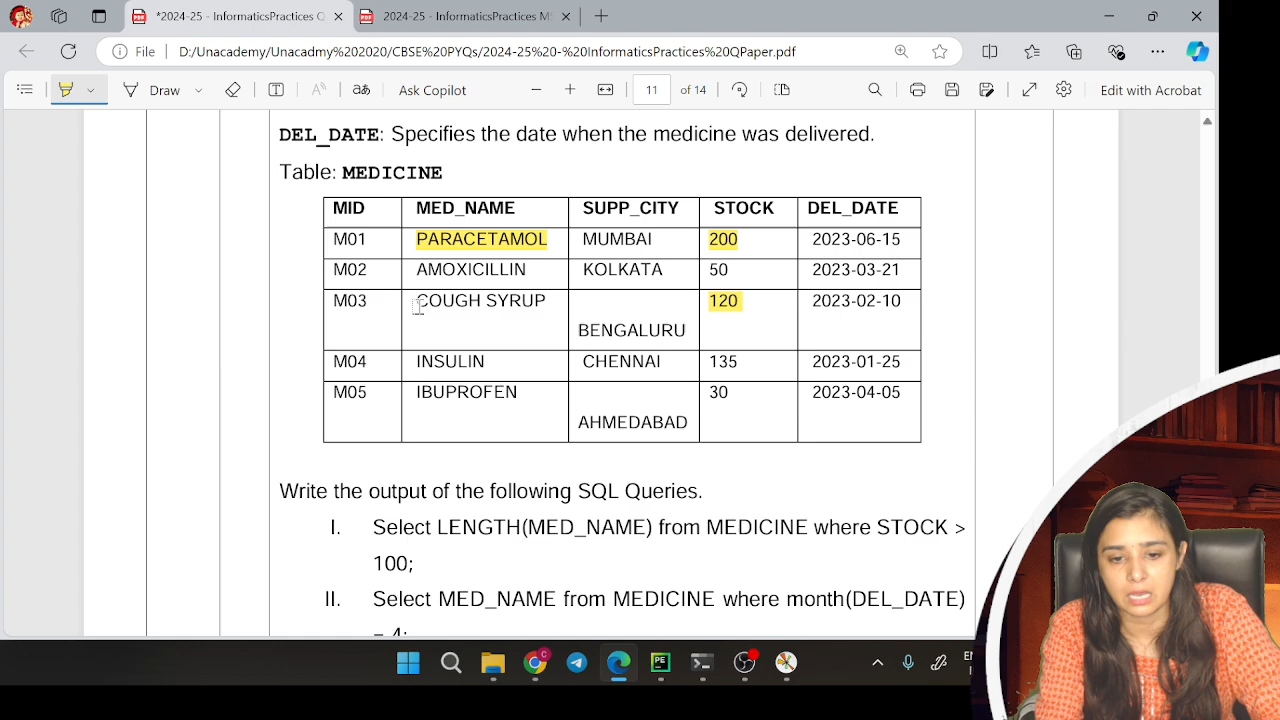 *2024-25 - InformaticsPractices Q
2024-25 - InformaticsPractices MS
File D:/Unacademy/Unacadmy%202020/CBSE%20PYQs/2024-25%20-%20InformaticsPractices%20QPaper.pdf
Draw Ask Copilot 11 of 14 Edit with Acrobat
DEL_DATE: Specifies the date when the medicine was delivered.
Table: MEDICINE
MID MED_NAME SUPP_CITY STOCK DEL_DATE
M01 PARACETAMOL MUMBAI 200 2023-06-15
M02 AMOXICILLIN KOLKATA 50 2023-03-21
M03 COUGH SYRUP BENGALURU 120 2023-02-10
M04 INSULIN CHENNAI 135 2023-01-25
M05 IBUPROFEN AHMEDABAD 30 2023-04-05
Write the output of the following SQL Queries.
I. Select LENGTH(MED_NAME) from MEDICINE where STOCK >
100;
II. Select MED_NAME from MEDICINE where month(DEL_DATE)
= 4;